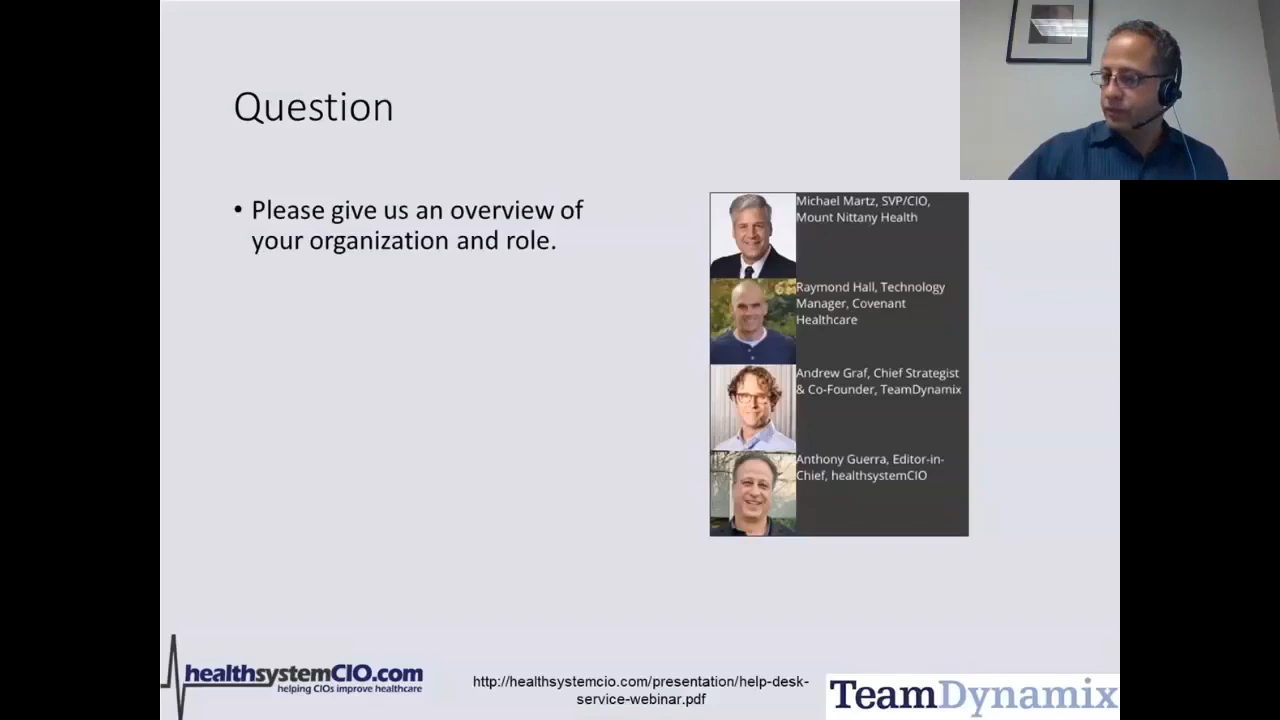 Question
• Please give us an overview of
your organization and role.
Michael Martz, SVP/CIO,
Mount Nittany Health
Raymond Hall, Technology
Manager, Covenant
Healthcare
Andrew Graf, Chief Strategist
& Co-Founder, TeamDynamix
Anthony Guerra, Editor-in-
Chief, healthsystemCIO
healthsystemCIO.com
helping CIOs improve healthcare
http://healthsystemcio.com/presentation/help-desk-
service-webinar.pdf
TeamDynamix